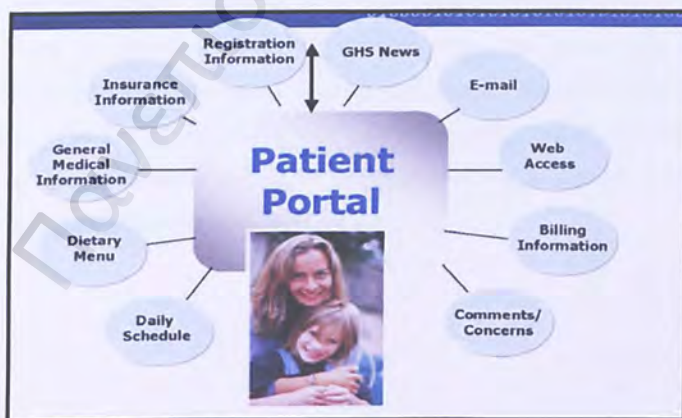 Registration
Information
GHS News
Insurance
Information
E-mail
General
Medical
Information
Patient
Portal
Web
Access
Dietary
Menu
Billing
Information
Daily
Schedule
Comments/
Concerns